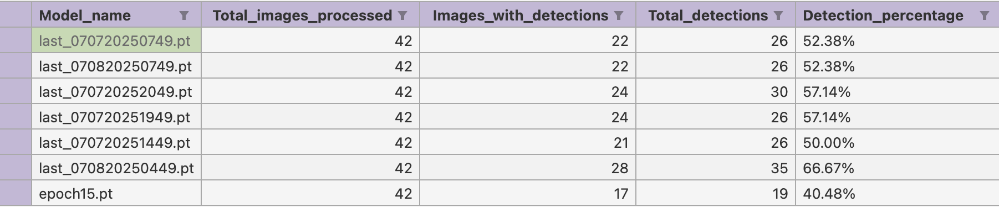 Model_name Total_images_processed Images_with_detections Total_detections Detection_percentage
last_070720250749.pt 42 22 26 52.38%
last_070820250749.pt 42 22 26 52.38%
last_070720252049.pt 42 24 30 57.14%
last_070720251949.pt 42 24 26 57.14%
last_070720251449.pt 42 21 26 50.00%
last_070820250449.pt 42 28 35 66.67%
epoch15.pt 42 17 19 40.48%